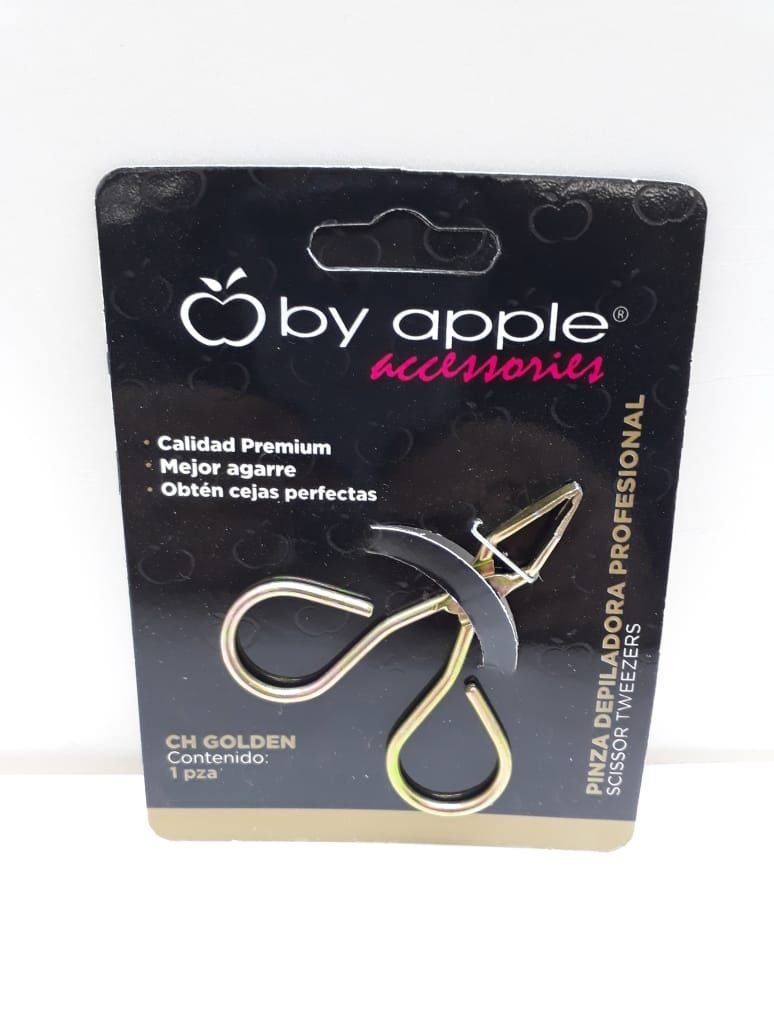 by apple®
accessories
Calidad Premium
Mejor agarre
Obtén cejas perfectas
PINZA DEPILADORA PROFESIONAL
SCISSOR TWEEZERS
CH GOLDEN
Contenido:
1 pza